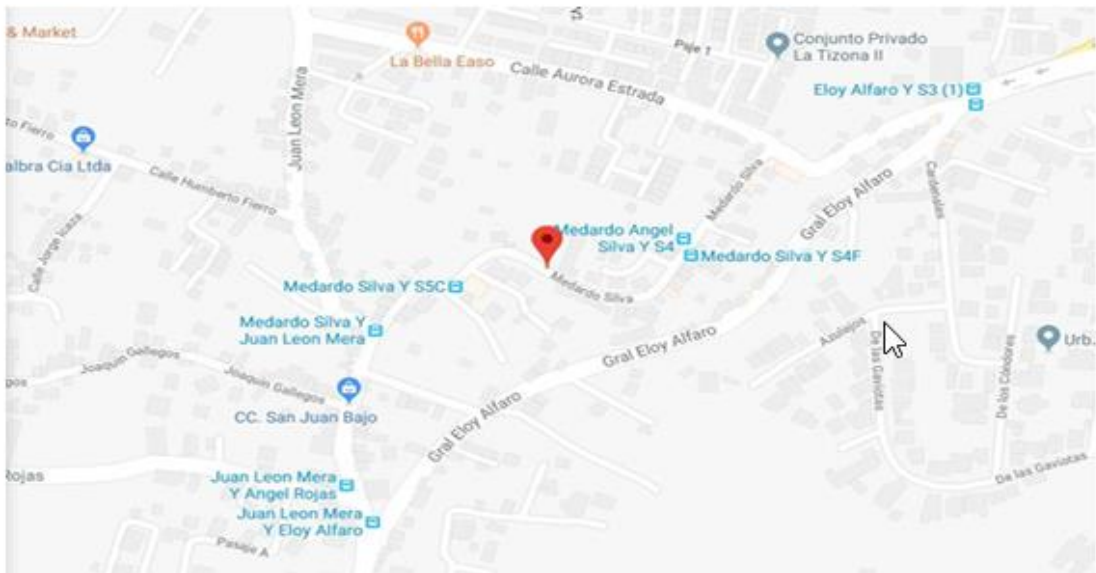 & Market
La Bella Easo
Calle Aurora Estrada
Psje 1
Conjunto Privado
La Tizona II
Eloy Alfaro Y S3 (1)
to Fierro
albra Cia Ltda
Juan Leon Mera
Calle Humberto Fierro
Calle Jorge Icaza
Medardo Silva
Gral Eloy Alfaro
Cardenales
Medardo Angel
Silva Y S4
Medardo Silva Y S4F
Medardo Silva Y S5C
Medardo Silva
Medardo Silva Y
Juan Leon Mera
Gral Eloy Alfaro
Azulejos
De las Gaviotas
Urb.
De los Cóndores
gos
Joaquin Gallegos
Joaquin Gallegos
CC. San Juan Bajo
Gral Eloy Alfaro
Rojas
Juan Leon Mera
Y Angel Rojas
De las Gaviotas
Juan Leon Mera
Y Eloy Alfaro
Pasaje A